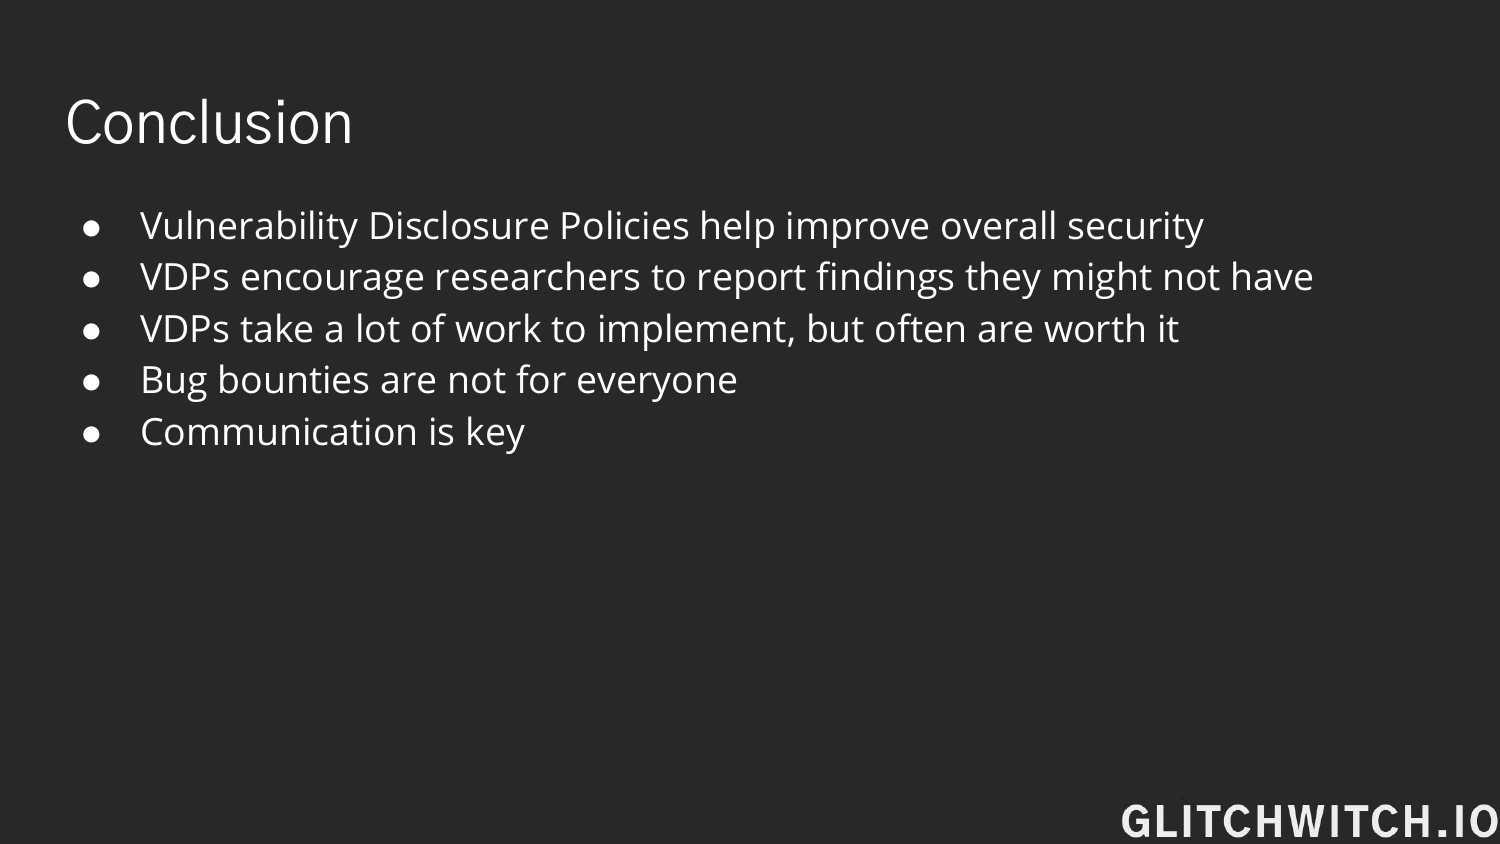 Conclusion
● Vulnerability Disclosure Policies help improve overall security
● VDPs encourage researchers to report findings they might not have
● VDPs take a lot of work to implement, but often are worth it
● Bug bounties are not for everyone
● Communication is key
GLITCHWITCH.IO